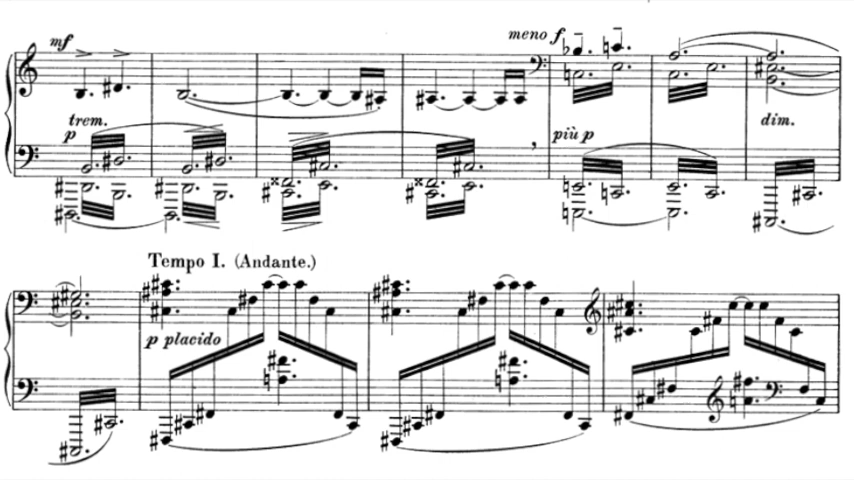 mf
meno f
trem.
p
più p
dim.
Tempo I. (Andante.)
p placido